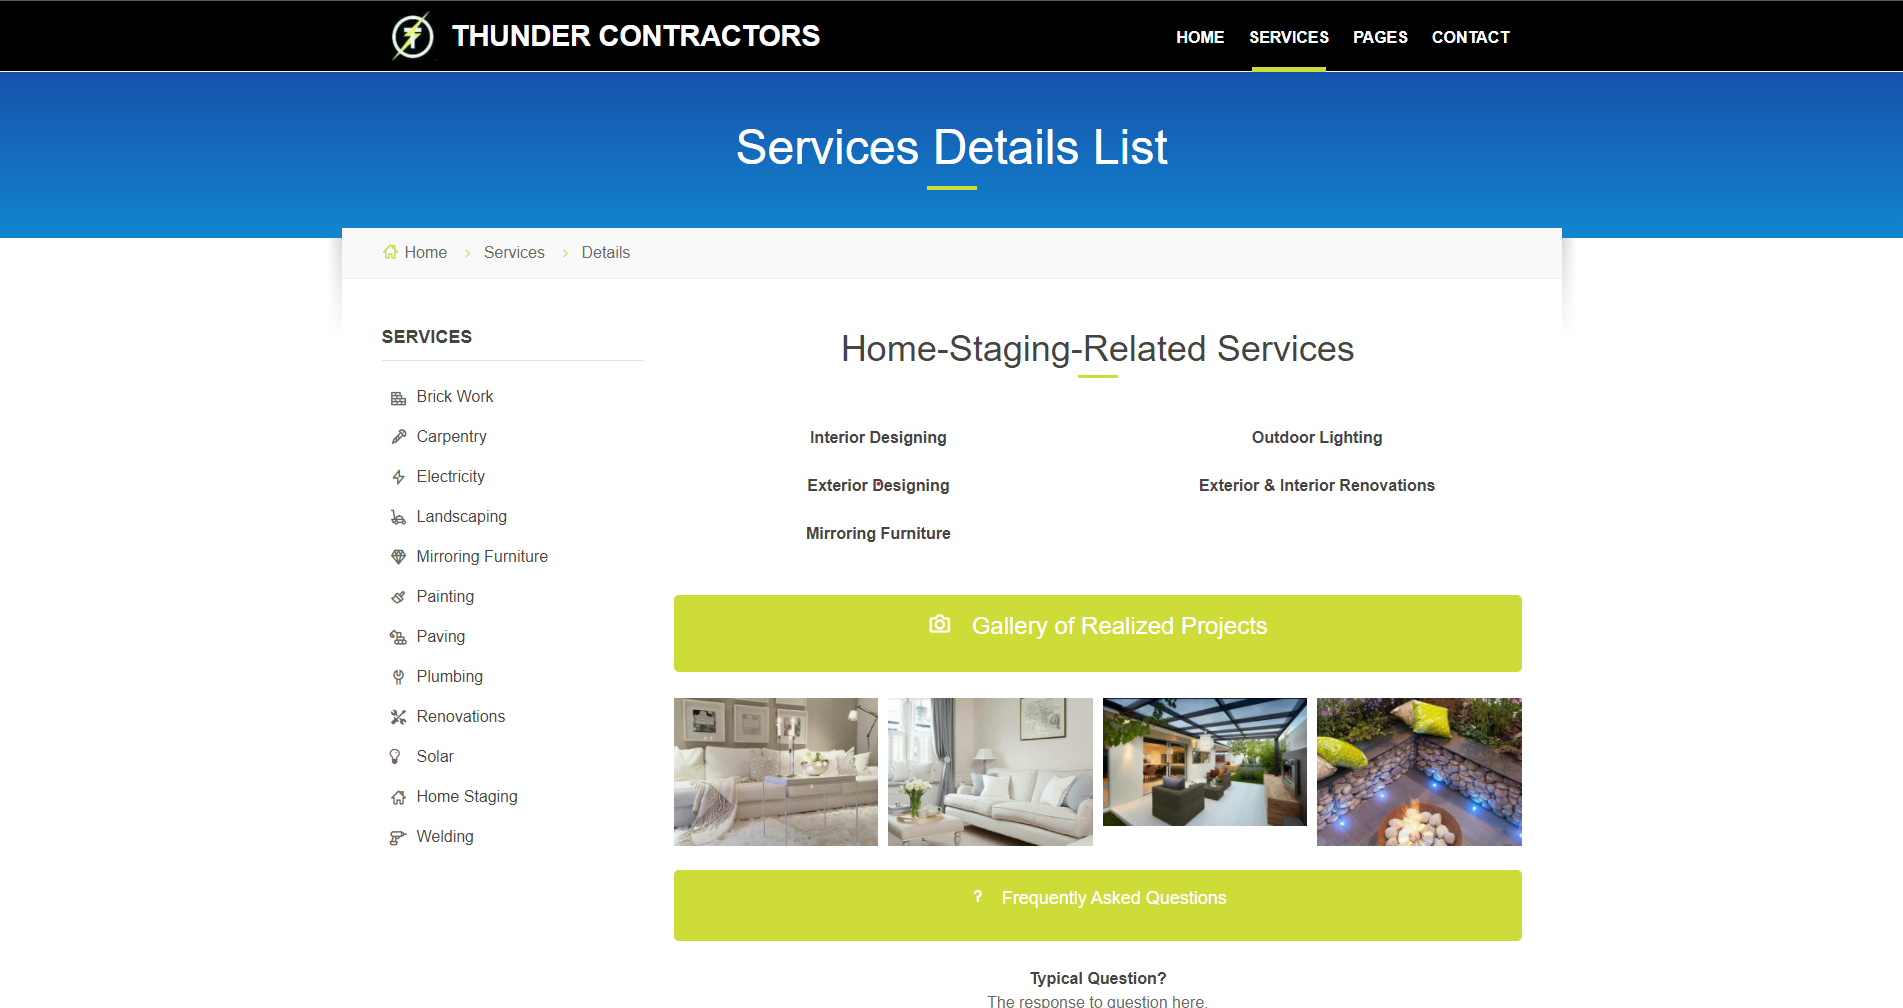 THUNDER CONTRACTORS
HOME SERVICES PAGES CONTACT
Services Details List
Home › Services › Details
SERVICES
Brick Work
Carpentry
Electricity
Landscaping
Mirroring Furniture
Painting
Paving
Plumbing
Renovations
Solar
Home Staging
Welding
Home-Staging-Related Services
Interior Designing
Exterior Designing
Mirroring Furniture
Outdoor Lighting
Exterior & Interior Renovations
Gallery of Realized Projects
? Frequently Asked Questions
Typical Question?
The response to question here.